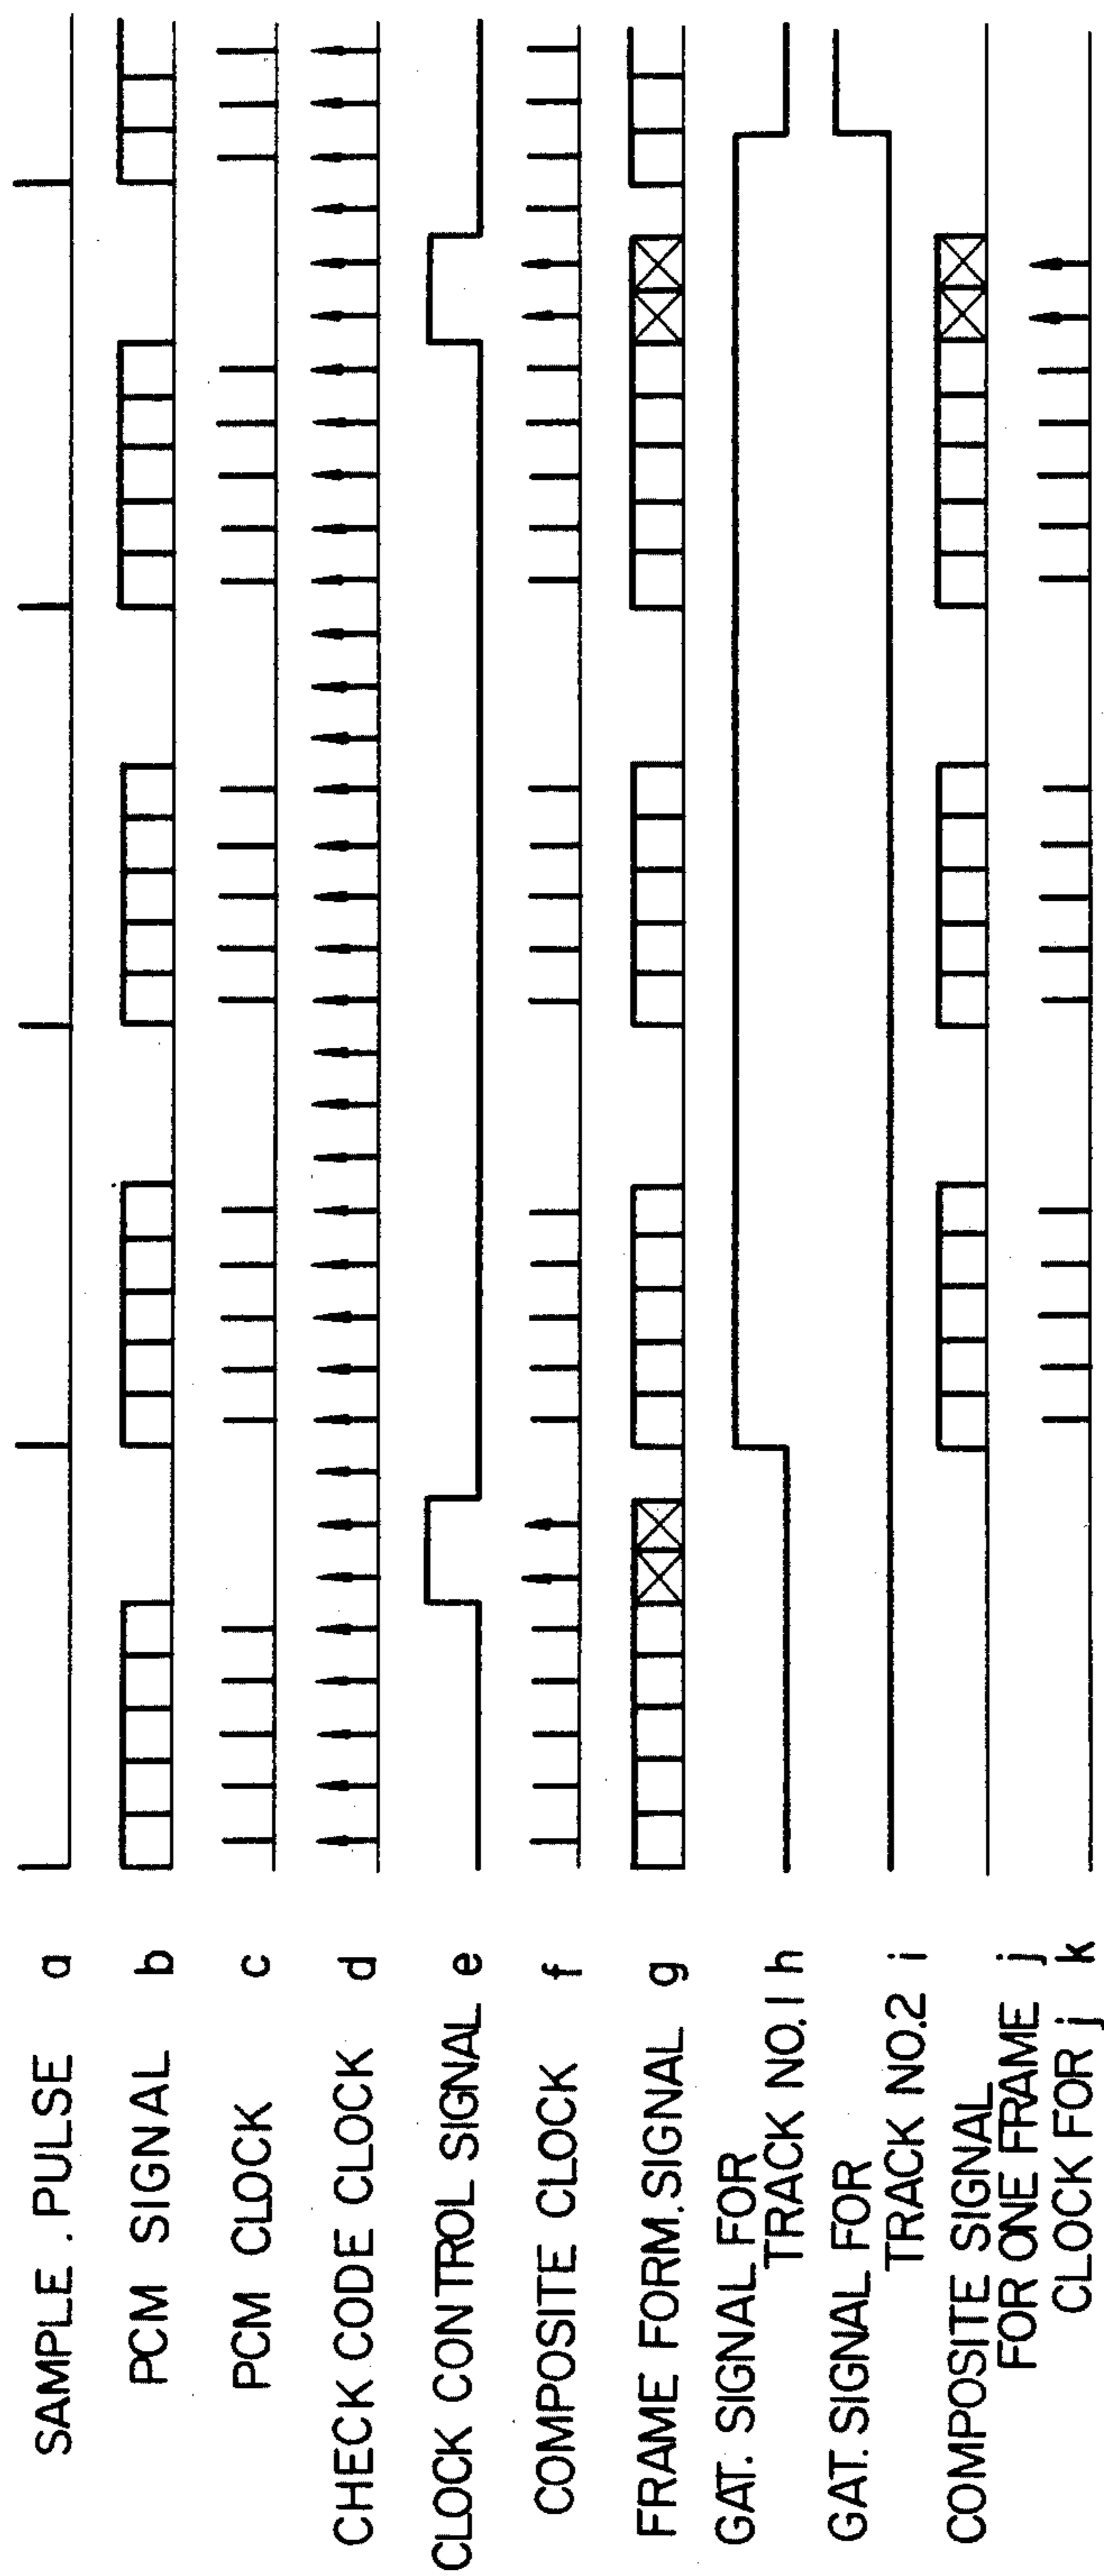 SAMPLE . PULSE a
PCM SIGNAL b
PCM CLOCK c
CHECK CODE CLOCK d
CLOCK CONTROL SIGNAL e
COMPOSITE CLOCK f
FRAME FORM. SIGNAL g
GAT. SIGNAL FOR
TRACK NO.1 h
GAT. SIGNAL FOR
TRACK NO.2 i
COMPOSITE SIGNAL
FOR ONE FRAME j
CLOCK FOR j k